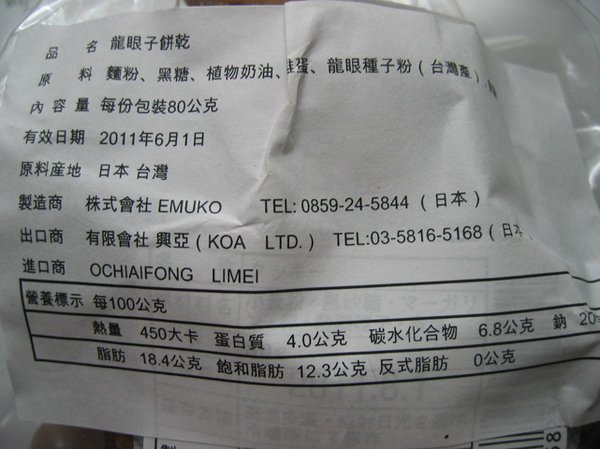 品 名 龍眼子餅乾
原 料 麵粉、黑糖、植物奶油、雞蛋、龍眼種子粉(台灣產)、
內容量 每份包裝80公克
有效日期 2011年6月1日
原料産地 日本 台灣
製造商 株式會社 EMUKO TEL: 0859-24-5844 (日本)
出口商 有限會社 興亞(KOA LTD.) TEL:03-5816-5168 (日本
進口商 OCHIAIFONG LIMEI
營養標示 每100公克
熱量 450大卡 蛋白質 4.0公克 碳水化合物 6.8公克 鈉 20
脂肪 18.4公克 飽和脂肪 12.3公克 反式脂肪 0公克